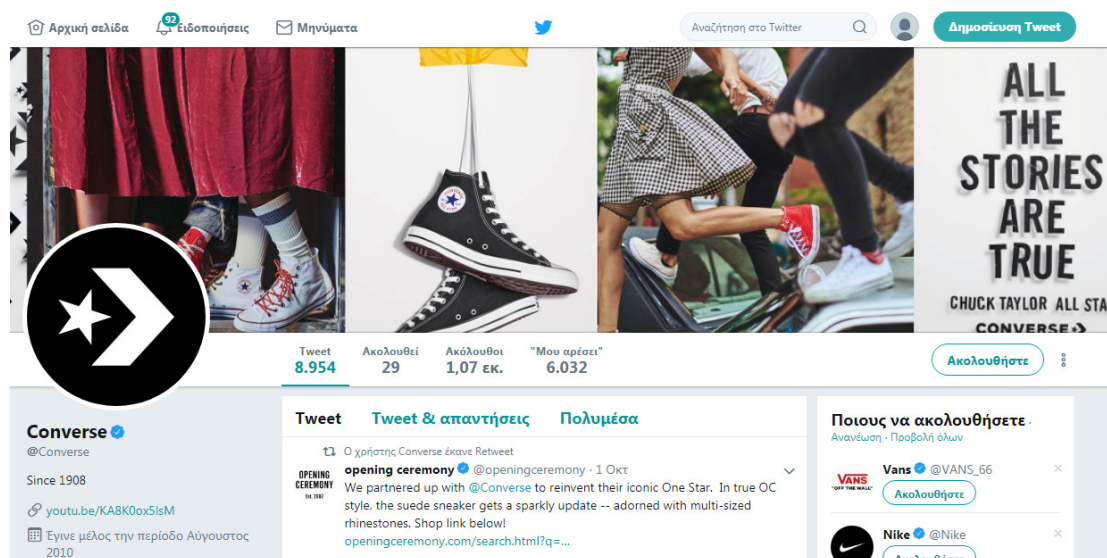 Αρχική σελίδα
92
Ειδοποιήσεις
Μηνύματα
Αναζήτηση στο Twitter
Δημοσίευση Tweet
ALL
THE
STORIES
ARE
TRUE
CHUCK TAYLOR ALL STA
CONVERSE
Tweet
8.954
Ακολουθεί
29
Ακόλουθοι
1,07 εκ.
"Μου αρέσει"
6.032
Ακολουθήστε
Converse
@Converse
Since 1908
youtu.be/KA8K0ox5lsM
Έγινε μέλος την περίοδο Αύγουστος
2010
Tweet Tweet & απαντήσεις Πολυμέσα
Ο χρήστης Converse έκανε Retweet
OPENING
CEREMONY
Est. 2002
opening ceremony @openingceremony · 1 Οκτ
We partnered up with @Converse to reinvent their iconic One Star. In true OC
style, the suede sneaker gets a sparkly update -- adorned with multi-sized
rhinestones. Shop link below!
openingceremony.com/search.html?q=...
Ποιους να ακολουθήσετε ·
Ανανέωση · Προβολή όλων
VANS
"OFF THE WALL"
Vans @VANS_66
Ακολουθήστε
Nike @Nike
Ακολουθήστε